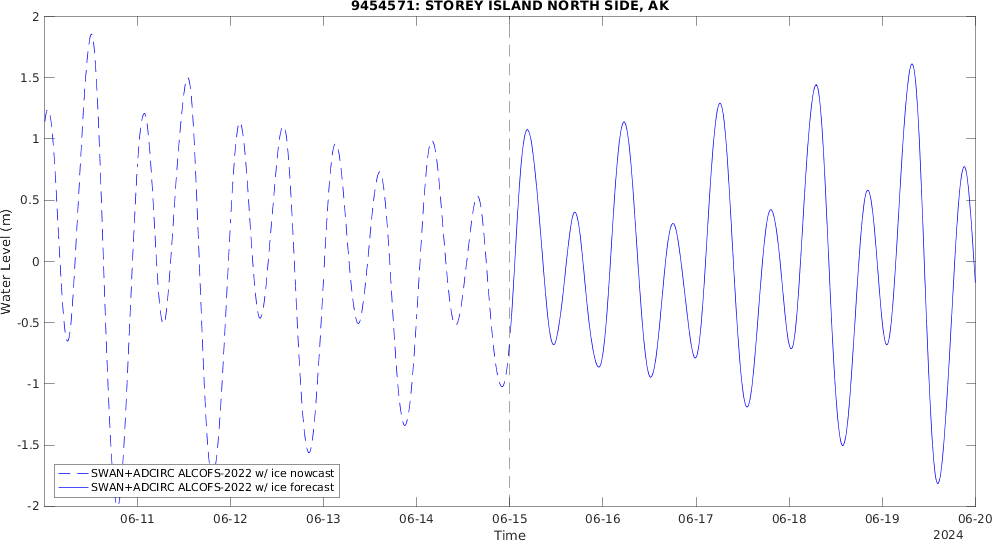 9454571: STOREY ISLAND NORTH SIDE, AK
2
1.5
1
0.5
0
-0.5
-1
-1.5
-2
Water Level (m)
SWAN+ADCIRC ALCOFS-2022 w/ ice nowcast
SWAN+ADCIRC ALCOFS-2022 w/ ice forecast
06-11 06-12 06-13 06-14 06-15 06-16 06-17 06-18 06-19 06-20
Time
2024